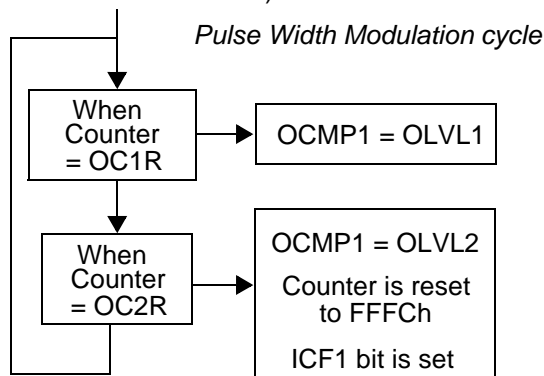 Pulse Width Modulation cycle
When
Counter
= OC1R
OCMP1 = OLVL1
When
Counter
= OC2R
OCMP1 = OLVL2
Counter is reset
to FFFCh
ICF1 bit is set